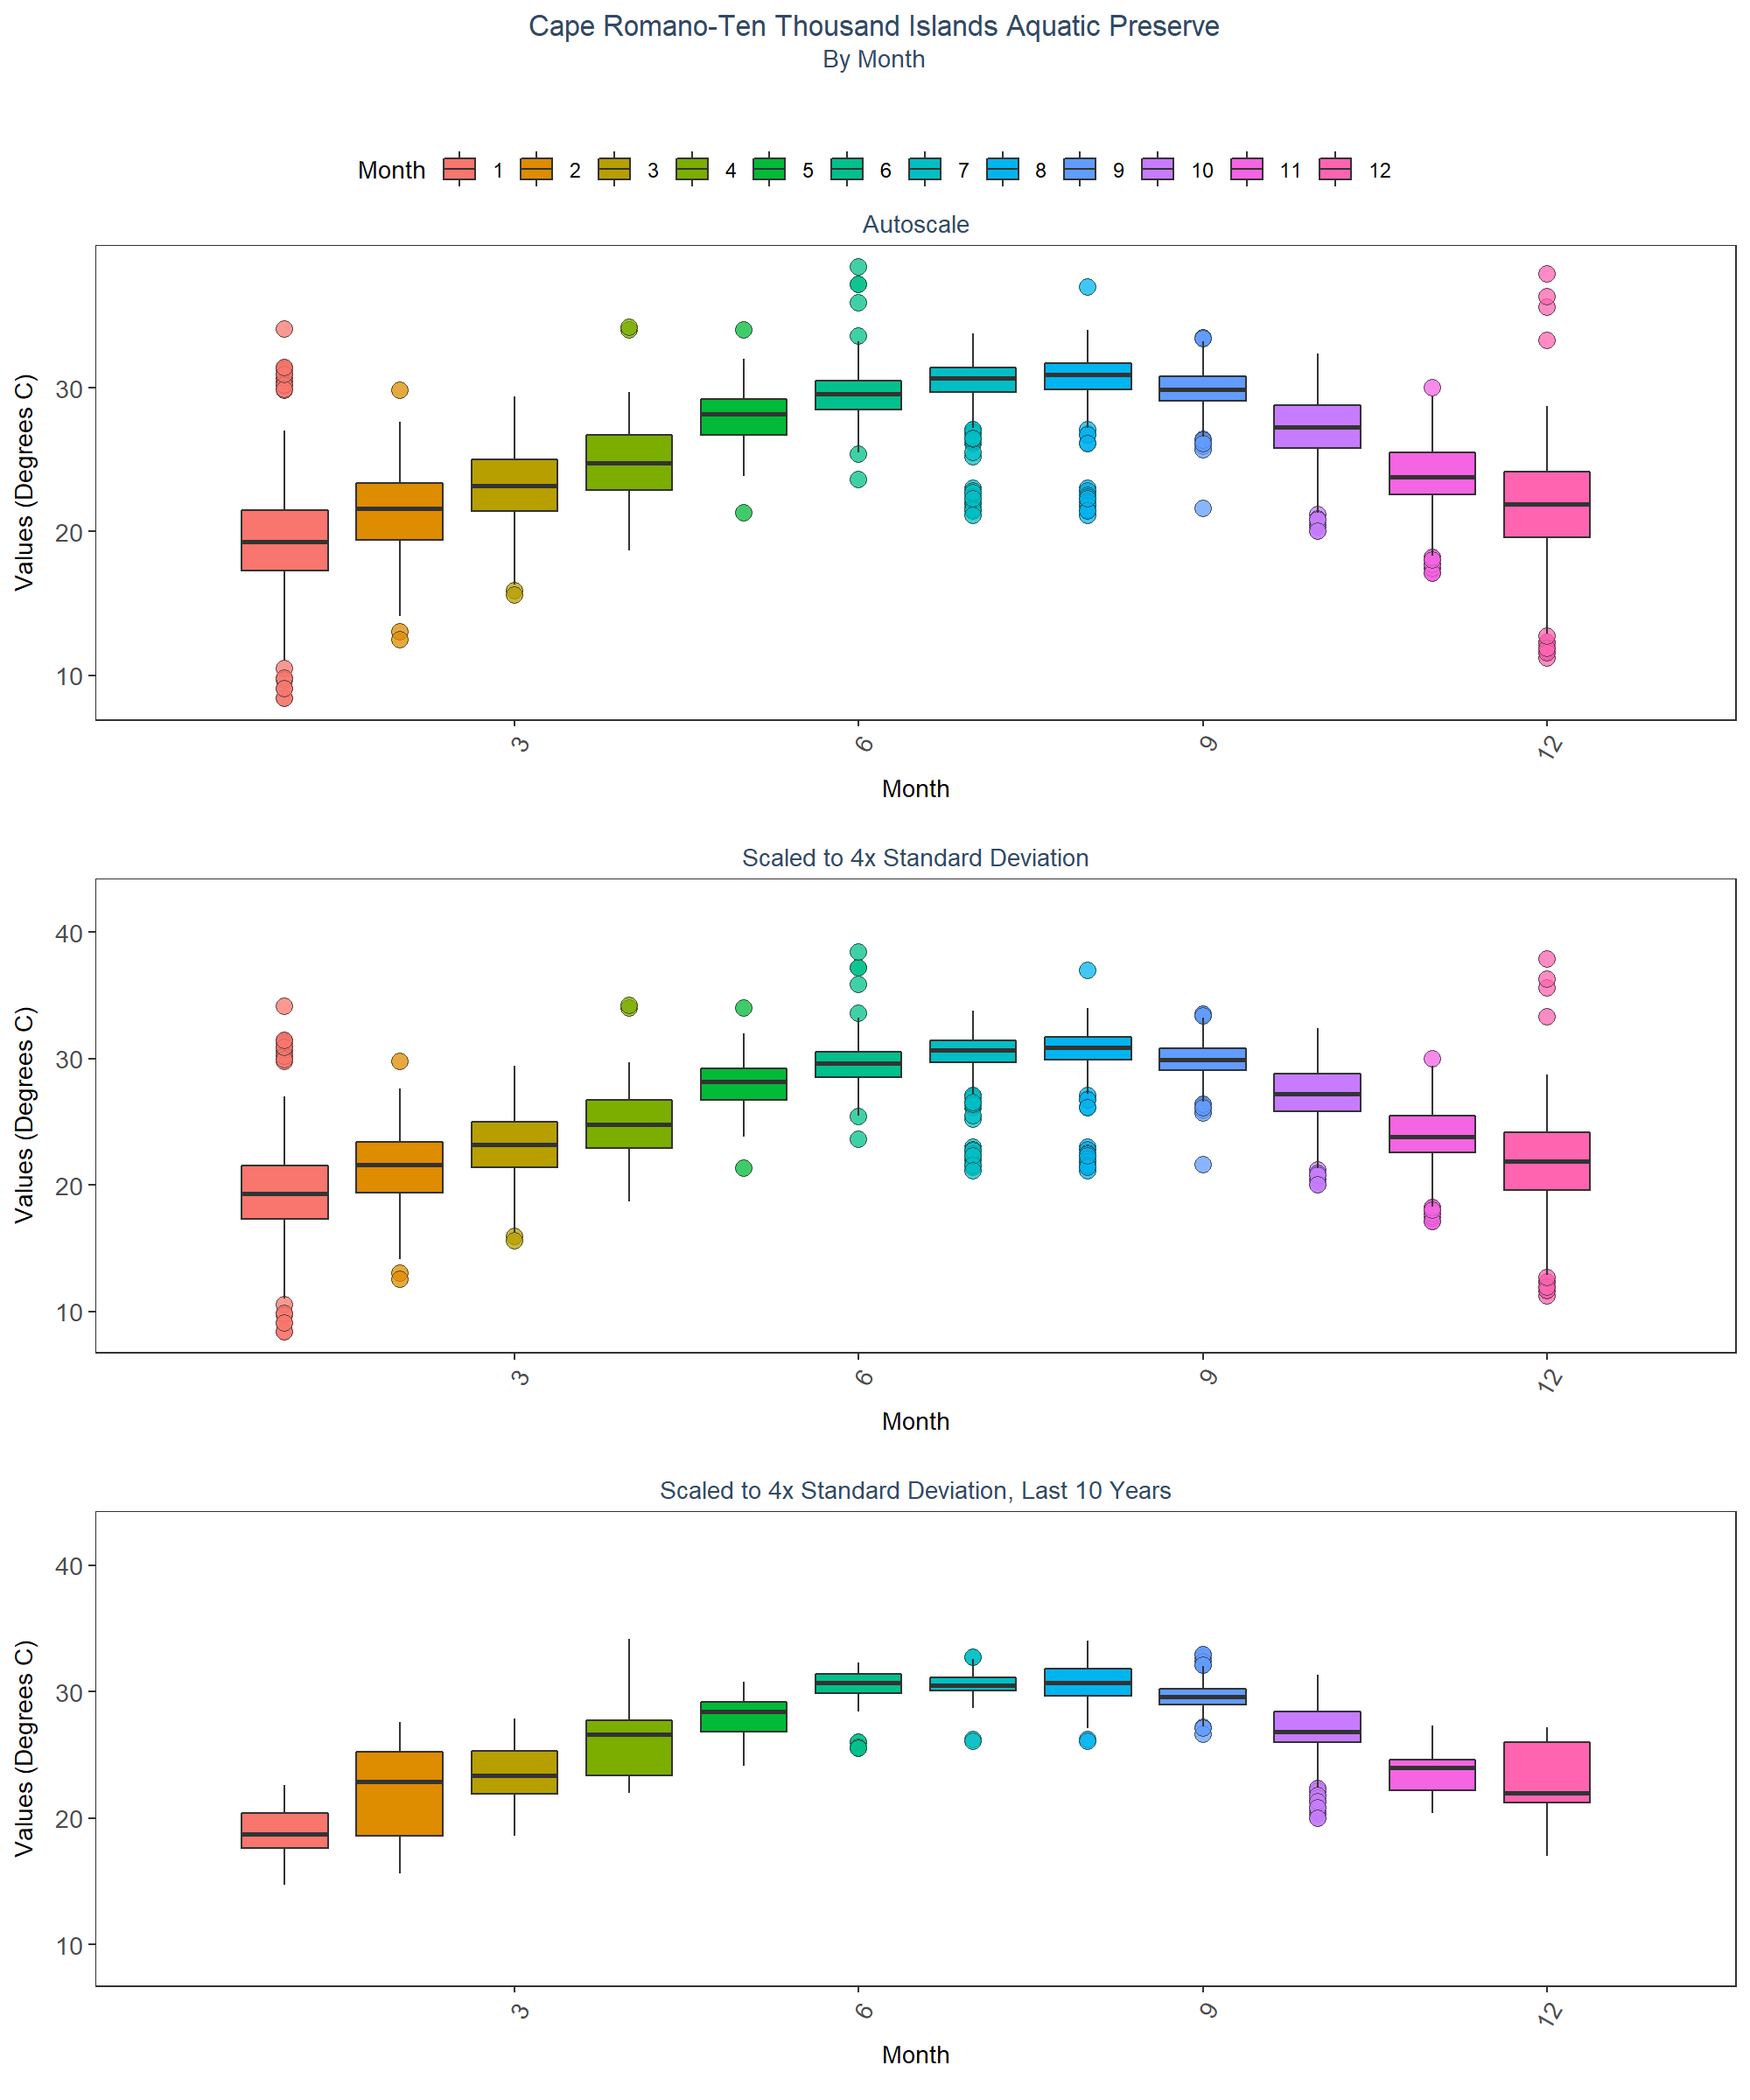 Cape Romano-Ten Thousand Islands Aquatic Preserve
By Month
Month 1 2 3 4 5 6 7 8 9 10 11 12
Autoscale
Values (Degrees C)
30
20
10
3 6 9 12
Month
Scaled to 4x Standard Deviation
Values (Degrees C)
40
30
20
10
3 6 9 12
Month
Scaled to 4x Standard Deviation, Last 10 Years
Values (Degrees C)
40
30
20
10
3 6 9 12
Month